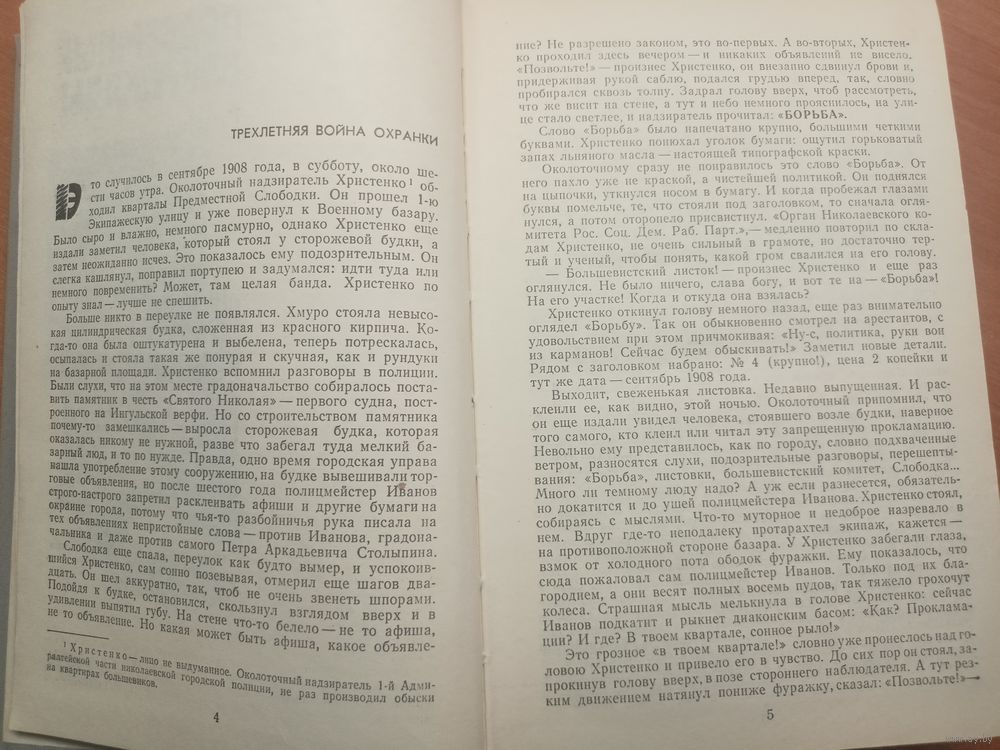 ТРЕХЛЕТНЯЯ ВОЙНА ОХРАНКИ
Это случилось в сентябре 1908 года, в субботу, около ше-
сти часов утра. Околоточный надзиратель Христенко ¹ об-
ходил кварталы Предместной Слободки. Он прошел 1-ю
Экипажескую улицу и уже повернул к Военному базару.
Было сыро и влажно, немного пасмурно, однако Христенко еще
издали заметил человека, который стоял у сторожевой будки, а
затем неожиданно исчез. Это показалось ему подозрительным. Он
слегка кашлянул, поправил портупею и задумался: идти туда или
немного повременить? Может, там целая банда. Христенко по
опыту знал — лучше не спешить.
Больше никто в переулке не появлялся. Хмуро стояла невысо-
кая цилиндрическая будка, сложенная из красного кирпича. Ко-
гда-то она была оштукатурена и выбелена, теперь потрескалась,
осыпалась и стояла такая же понурая и скучная, как и рундуки
на базарной площади. Христенко вспомнил разговоры в полиции.
Были слухи, что на этом месте градоначальство собиралось поста-
вить памятник в честь «Святого Николая» — первого судна, пост-
роенного на Ингульской верфи. Но со строительством памятника
почему-то замешкались — выросла сторожевая будка, которая
оказалась никому не нужной, разве что забегал туда мелкий ба-
зарный люд, и то по нужде. Правда, одно время городская управа
нашла употребление этому сооружению, на будке вывешивали тор-
говые объявления, но после шестого года полицмейстер Иванов
строго-настрого запретил расклеивать афиши и другие бумаги на
окраине города, потому что чья-то разбойничья рука писала на
тех объявлениях непристойные слова — против Иванова, градона-
чальника и даже против самого Петра Аркадьевича Столыпина.
Слободка еще спала, переулок как будто вымер, и успокоив-
шийся Христенко, сам сонно позевывая, отмерил еще шагов два-
дцать. Он шел аккуратно, так, чтоб не очень звенеть шпорами.
Подойдя к будке, остановился, скользнул взглядом вверх и в
удивлении выпятил губу. На стене что-то белело — не то афиша,
не то объявление. Но какая может быть афиша, какое объявле-
¹ Христенко — лицо не выдуманное. Околоточный надзиратель 1-й Адми-
ралтейской части николаевской городской полиции, не раз производил обыски
на квартирах большевиков.
4
ние? Не разрешено законом, это во-первых. А во-вторых, Христен-
ко проходил здесь вечером — и никаких объявлений не висело.
«Позвольте!» — произнес Христенко, он внезапно сдвинул брови и,
придерживая рукой саблю, подался грудью вперед, так, словно
пробирался сквозь толпу. Задрал голову вверх, чтоб рассмотреть,
что же висит на стене, а тут и небо немного прояснилось, на ули-
це стало светлее, и надзиратель прочитал: «БОРЬБА».
Слово «Борьба» было напечатано крупно, большими четкими
буквами. Христенко понюхал уголок бумаги: ощутил горьковатый
запах льняного масла — настоящей типографской краски.
Околоточному сразу не понравилось это слово «Борьба». От
него пахло уже не краской, а чистейшей политикой. Он поднялся
на цыпочки, уткнулся носом в бумагу. И когда пробежал глазами
буквы помельче, те, что стояли под заголовком, то сначала огля-
нулся, а потом оторопело присвистнул. «Орган Николаевского ко-
митета Рос. Соц. Дем. Раб. Парт.», — медленно повторил по скла-
дам Христенко, не очень сильный в грамоте, но достаточно тер-
тый и ученый, чтобы понять, какой гром свалился на его голову.
— Большевистский листок! — произнес Христенко и еще раз
оглянулся. Не было ничего, слава богу, и вот те на — «Борьба»!
На его участке! Когда и откуда она взялась?
Христенко откинул голову немного назад, еще раз внимательно
оглядел «Борьбу». Так он обыкновенно смотрел на арестантов, с
удовольствием при этом причмокивая: «Ну-с, политика, руки вон
из карманов! Сейчас будем обыскивать!» Заметил новые детали.
Рядом с заголовком набрано: № 4 (крупно!), цена 2 копейки и
тут же дата — сентябрь 1908 года.
Выходит, свеженькая листовка. Недавно выпущенная. И рас-
клеили ее, как видно, этой ночью. Околоточный припомнил, что
он еще издали увидел человека, стоявшего возле будки, наверное
того самого, кто клеил или читал эту запрещенную прокламацию.
Невольно ему представилось, как по городу, словно подхваченные
ветром, разносятся слухи, подозрительные разговоры, перешепты-
вания: «Борьба», листовки, большевистский комитет, Слободка...
Много ли темному люду надо? А уж если разнесется, обязатель-
но докатится и до ушей полицмейстера Иванова. Христенко стоял,
собираясь с мыслями. Что-то муторное и недоброе назревало в
нем. Вдруг где-то неподалеку протарахтел экипаж, кажется —
на противоположной стороне базара. У Христенко забегали глаза,
взмок от холодного пота ободок фуражки. Ему показалось, что
сюда пожаловал сам полицмейстер Иванов. Только под их бла-
городием, а они весят полных восемь пудов, так тяжело грохочут
колеса. Страшная мысль мелькнула в голове Христенко: сейчас
Иванов подкатит и рыкнет диаконским басом: «Как? Проклама-
ции? И где? В твоем квартале, сонное рыло!»
Это грозное «в твоем квартале!» словно уже пронеслось над го-
ловою Христенко и привело его в чувство. До сих пор он стоял, за-
прокинув голову вверх, в позе стороннего наблюдателя. А тут рез-
ким движением натянул пониже фуражку, сказал: «Позвольте!» —
5